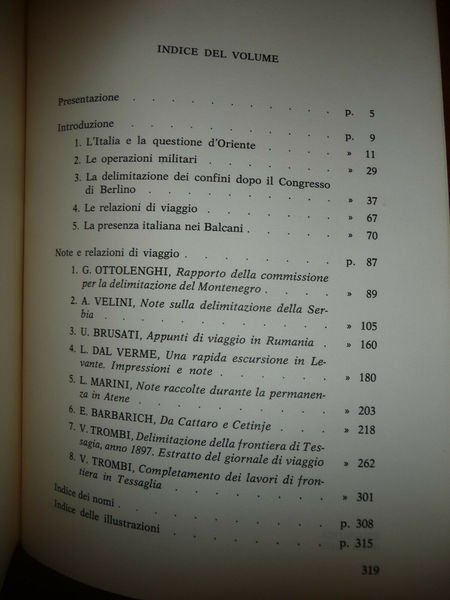 INDICE DEL VOLUME
Presentazione . . . . . . . . p. 5
Introduzione . . . . . . . . p. 9
1. L'Italia e la questione d'Oriente . . . » 11
2. Le operazioni militari . . . . . » 29
3. La delimitazione dei confini dopo il Congresso
di Berlino . . . . . . . » 37
4. Le relazioni di viaggio . . . . . » 67
5. La presenza italiana nei Balcani . . . » 70
Note e relazioni di viaggio . . . . . . p. 87
1. G. OTTOLENGHI, Rapporto della commissione
per la delimitazione del Montenegro . . . » 89
2. A. VELINI, Note sulla delimitazione della Ser-
bia . . . . . . . . » 105
3. U. BRUSATI, Appunti di viaggio in Rumania . » 160
4. L. DAL VERME, Una rapida escursione in Le-
vante. Impressioni e note . . . . » 180
5. L. MARINI, Note raccolte durante la permanen-
za in Atene . . . . . . » 203
6. E. BARBARICH, Da Cattaro e Cetinje . . » 218
7. V. TROMBI, Delimitazione della frontiera di Tes-
saglia, anno 1897. Estratto del giornale di viaggio » 262
8. V. TROMBI, Completamento dei lavori di fron-
tiera in Tessaglia . . . . . » 301
Indice dei nomi . . . . . . . . p. 308
Indice delle illustrazioni . . . . . . p. 315
319